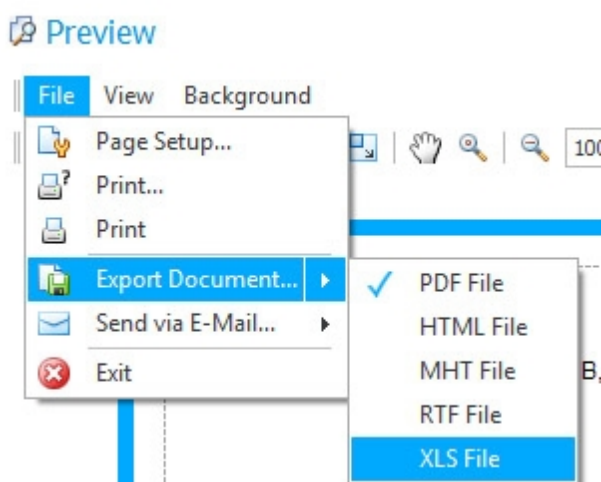 Preview
File View Background
Page Setup...
100
Print...
Print
Export Document...
PDF File
Send via E-Mail...
HTML File
Exit
MHT File
B,
RTF File
XLS File